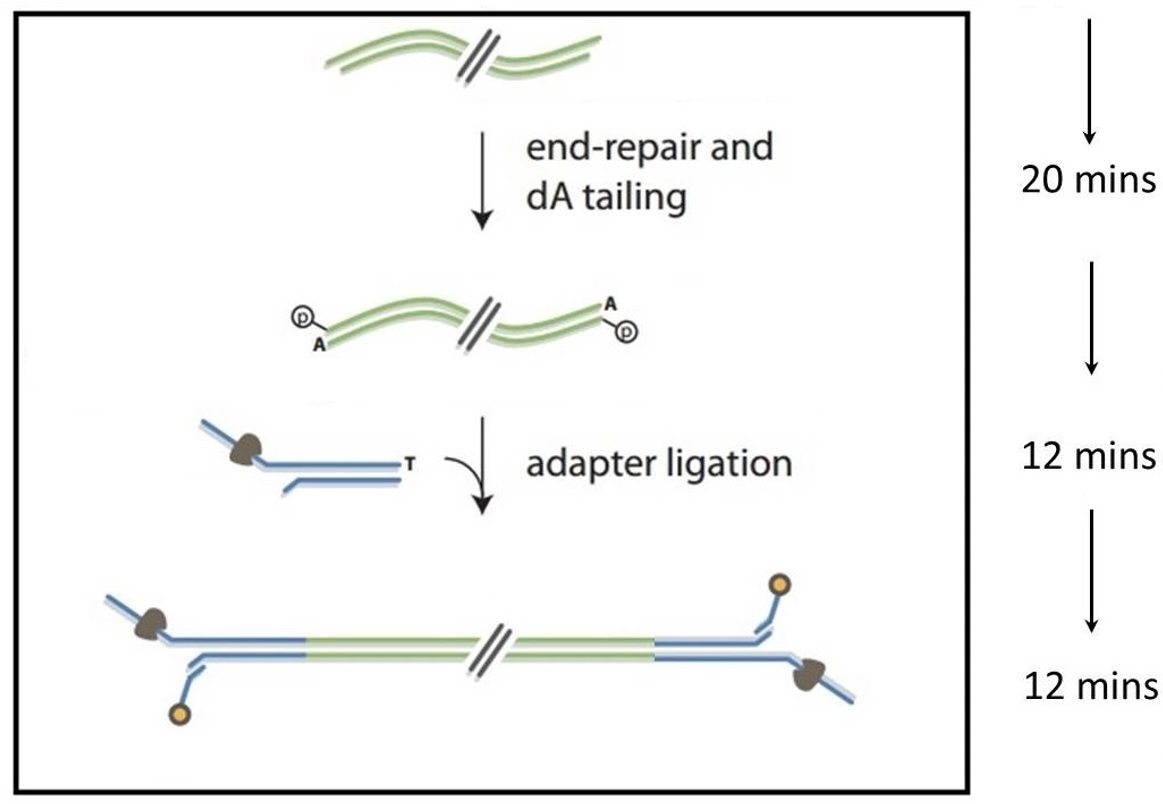 end-repair and
dA tailing
20 mins
P
A
A
P
T
adapter ligation
12 mins
12 mins